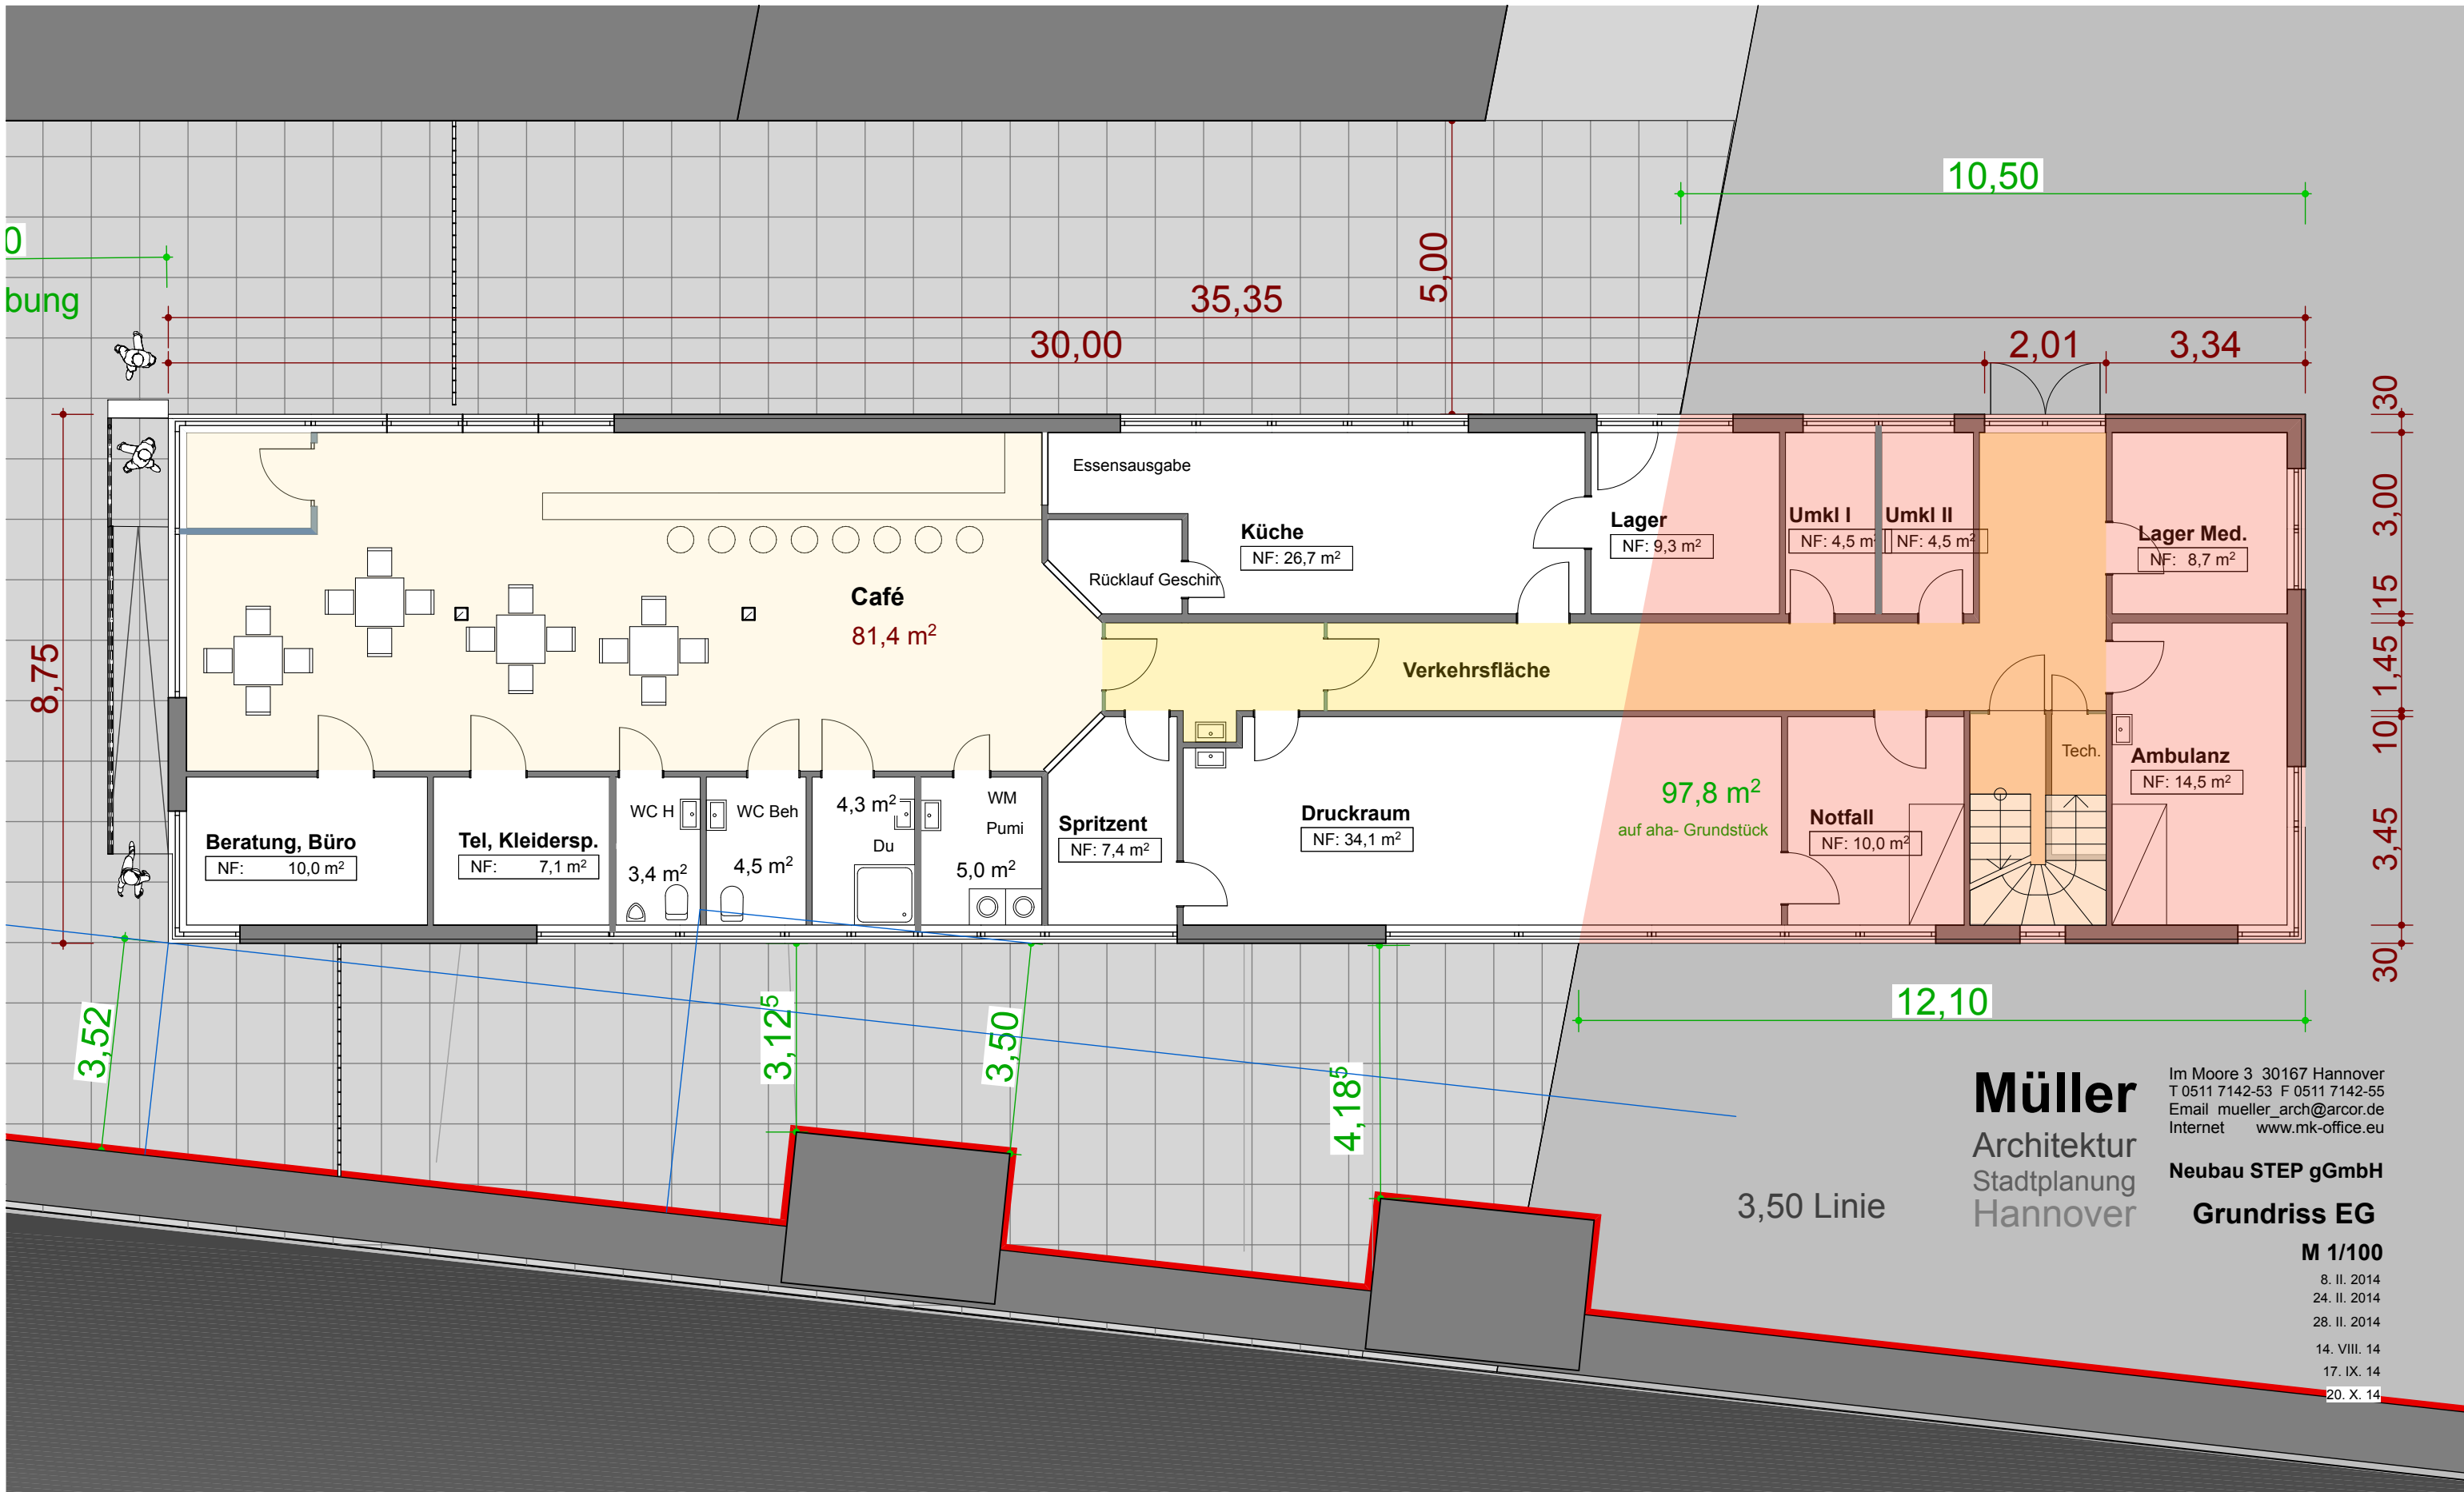 10,50
0
bung
5,00
35,35
30,00
2,01
3,34
30
3,00
15
1,45
10
3,45
30
8,75
Essensausgabe
Küche
NF: 26,7 m²
Rücklauf Geschirr
Lager
NF: 9,3 m²
Umkl I
NF: 4,5 m²
Umkl II
NF: 4,5 m²
Lager Med.
NF: 8,7 m²
Café
81,4 m²
Verkehrsfläche
Tech.
Ambulanz
NF: 14,5 m²
Beratung, Büro
NF: 10,0 m²
Tel, Kleidersp.
NF: 7,1 m²
WC H
3,4 m²
WC Beh
4,5 m²
4,3 m²
Du
WM
Pumi
5,0 m²
Spritzent
NF: 7,4 m²
Druckraum
NF: 34,1 m²
97,8 m²
auf aha- Grundstück
Notfall
NF: 10,0 m²
3,52
3,12⁵
3,50
4,18⁵
12,10
3,50 Linie
Müller
Architektur
Stadtplanung
Hannover
Im Moore 3 30167 Hannover
T 0511 7142-53 F 0511 7142-55
Email mueller_arch@arcor.de
Internet www.mk-office.eu
Neubau STEP gGmbH
Grundriss EG
M 1/100
8. II. 2014
24. II. 2014
28. II. 2014
14. VIII. 14
17. IX. 14
20. X. 14